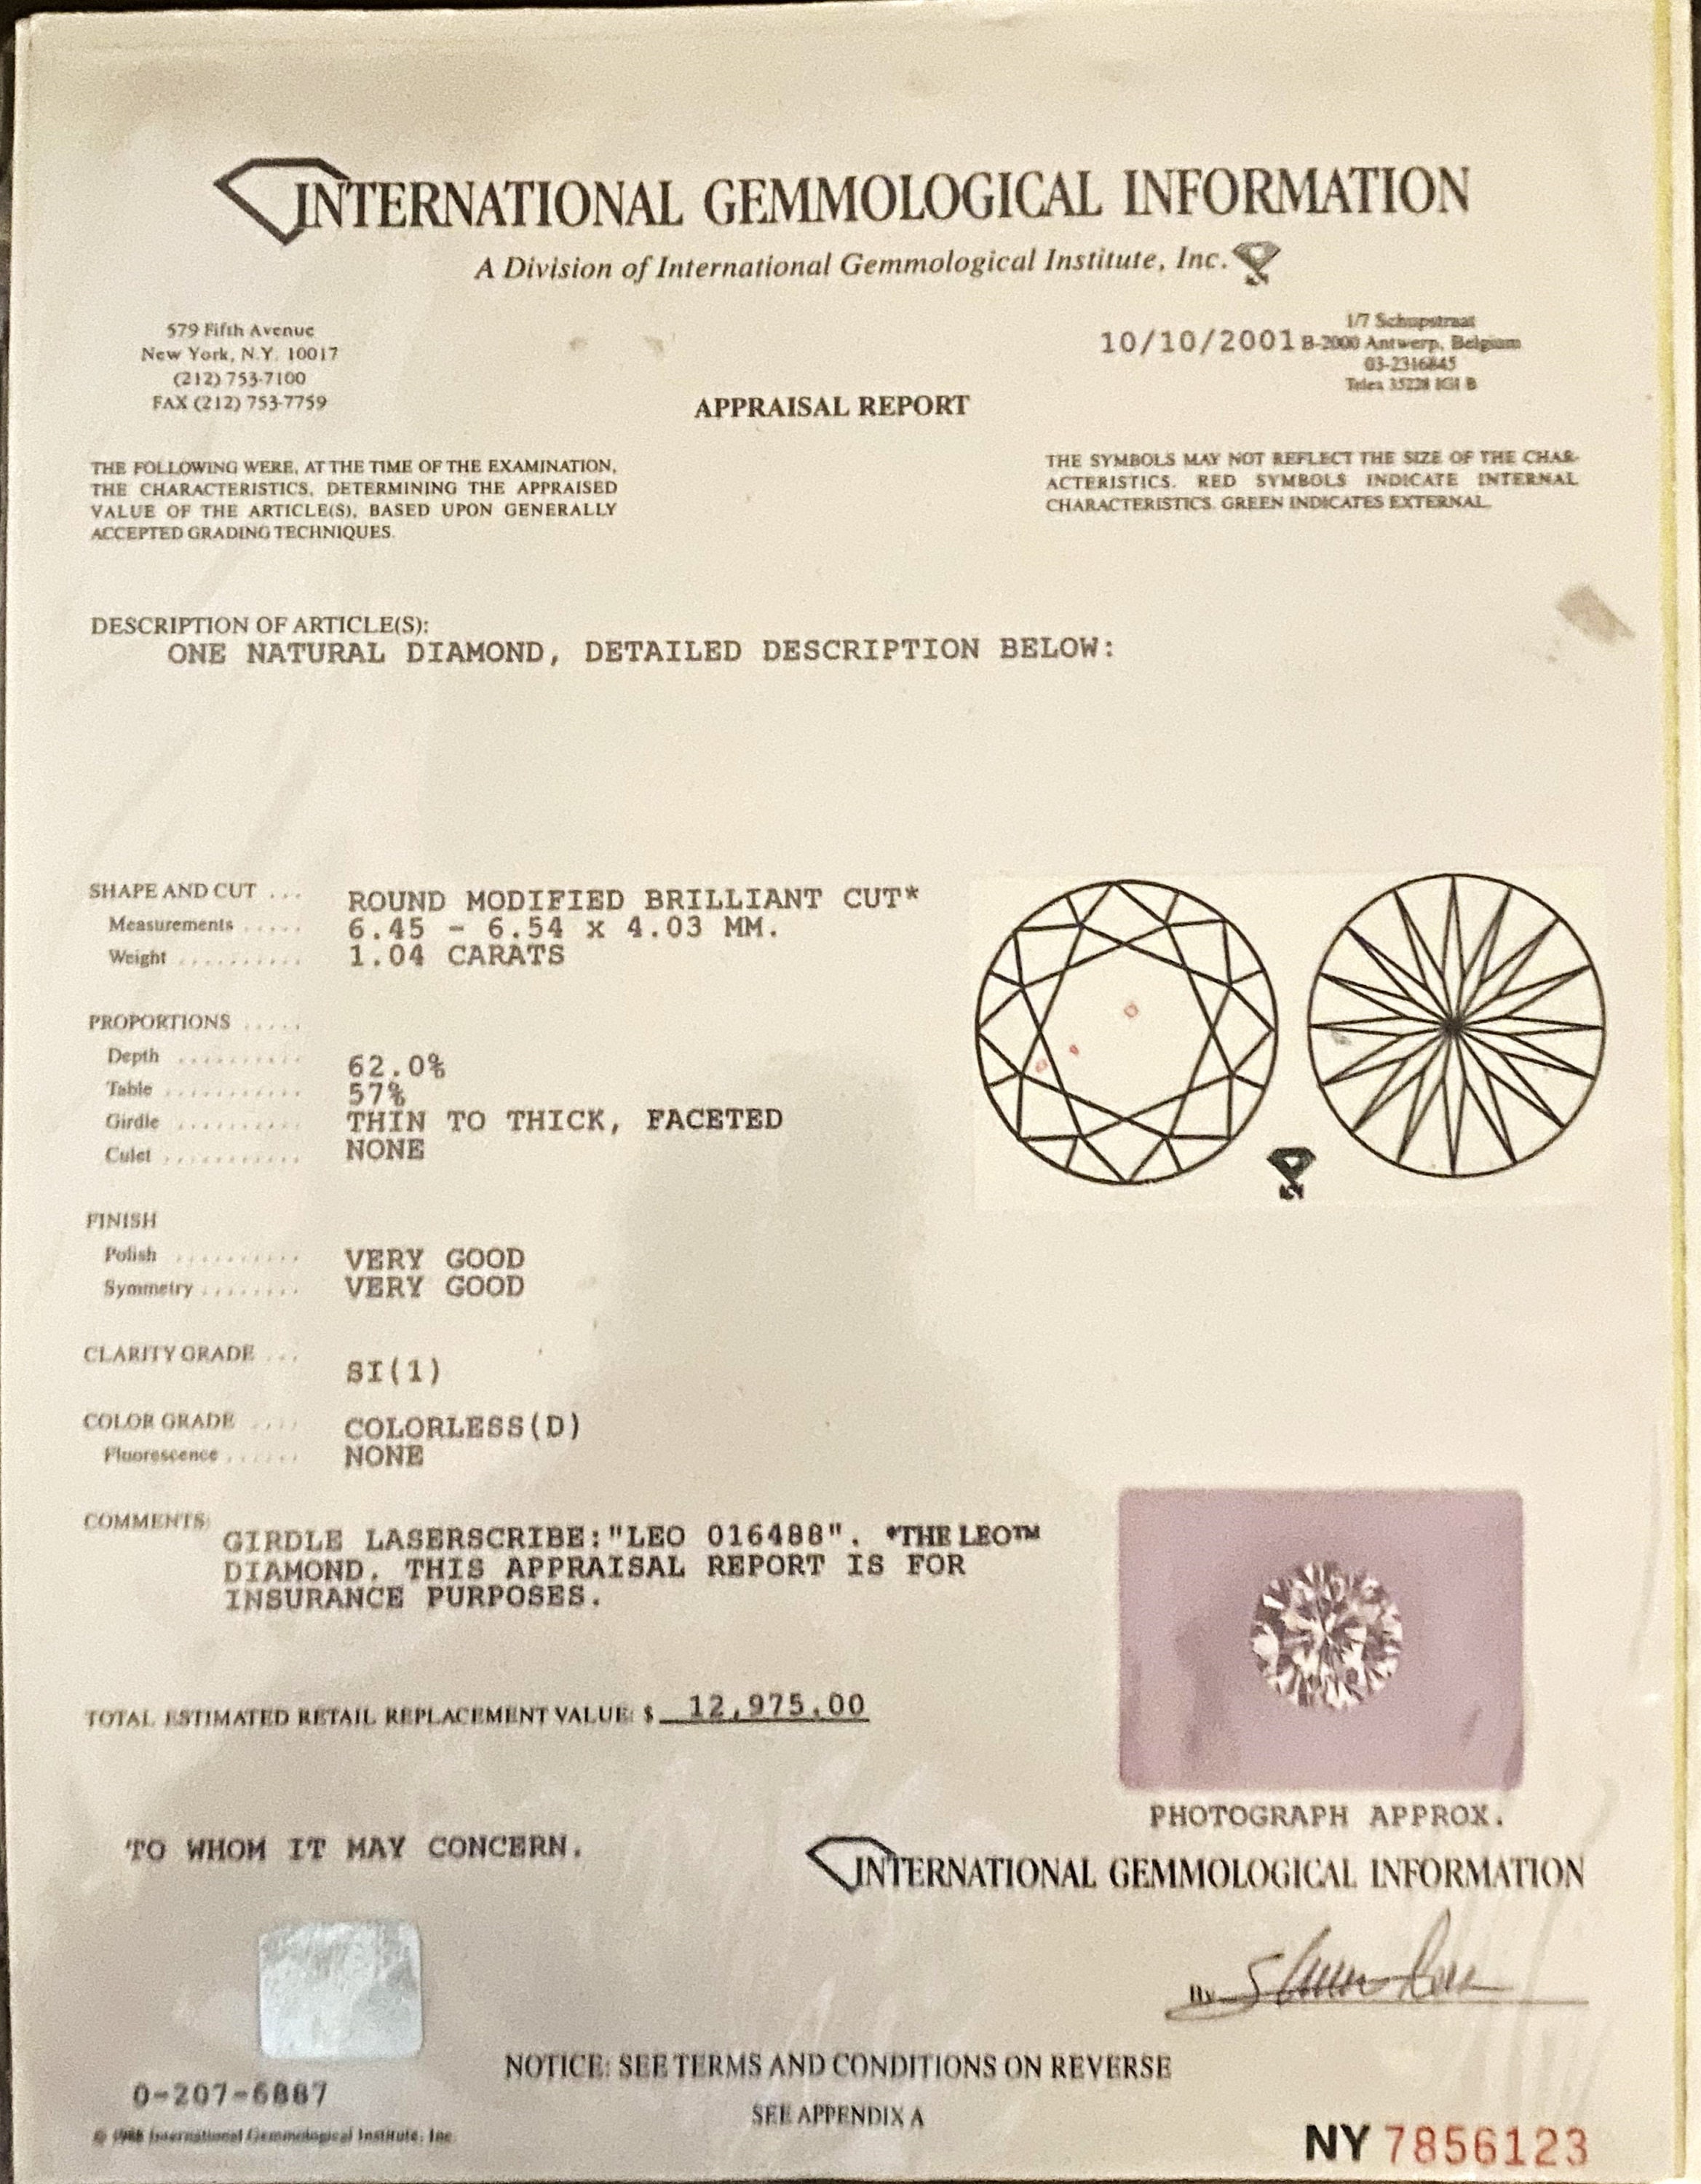 INTERNATIONAL GEMMOLOGICAL INFORMATION
A Division of International Gemmological Institute, Inc.
579 Fifth Avenue
New York, N.Y. 10017
(212) 753-7100
FAX (212) 753-7759
10/10/2001
1/7 Schupstraat
B-2000 Antwerp, Belgium
03-2316845
Telex 35228 IGI B
APPRAISAL REPORT
THE FOLLOWING WERE, AT THE TIME OF THE EXAMINATION,
THE CHARACTERISTICS, DETERMINING THE APPRAISED
VALUE OF THE ARTICLE(S), BASED UPON GENERALLY
ACCEPTED GRADING TECHNIQUES.
THE SYMBOLS MAY NOT REFLECT THE SIZE OF THE CHAR-
ACTERISTICS. RED SYMBOLS INDICATE INTERNAL
CHARACTERISTICS. GREEN INDICATES EXTERNAL.
DESCRIPTION OF ARTICLE(S):
ONE NATURAL DIAMOND, DETAILED DESCRIPTION BELOW:
SHAPE AND CUT ... ROUND MODIFIED BRILLIANT CUT*
Measurements ..... 6.45 - 6.54 x 4.03 MM.
Weight .......... 1.04 CARATS
PROPORTIONS .....
Depth .......... 62.0%
Table ........... 57%
Girdle .......... THIN TO THICK, FACETED
Culet ........... NONE
FINISH
Polish .......... VERY GOOD
Symmetry ........ VERY GOOD
CLARITY GRADE ... SI(1)
COLOR GRADE .... COLORLESS(D)
Fluorescence ...... NONE
COMMENTS:
GIRDLE LASERSCRIBE:"LEO 016488". *THE LEO™
DIAMOND. THIS APPRAISAL REPORT IS FOR
INSURANCE PURPOSES.
TOTAL ESTIMATED RETAIL REPLACEMENT VALUE: $ 12,975.00
PHOTOGRAPH APPROX.
TO WHOM IT MAY CONCERN.
INTERNATIONAL GEMMOLOGICAL INFORMATION
By
NOTICE: SEE TERMS AND CONDITIONS ON REVERSE
0-207-6887
SEE APPENDIX A
© 1986 International Gemmological Institute, Inc.
NY 7856123